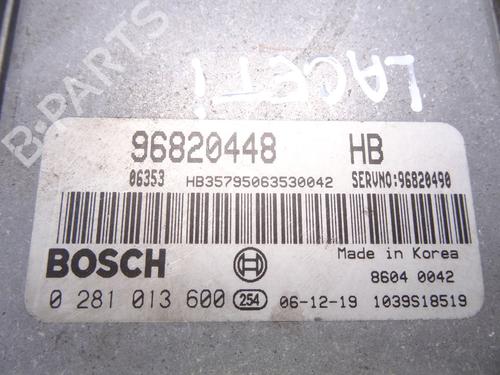 LACETI
B-PARTS
96820448 HB
06353 HB35795063530042 SERVNO:96820490
BOSCH
Made in Korea
8604 0042
0 281 013 600 254 06-12-19 1039S18519